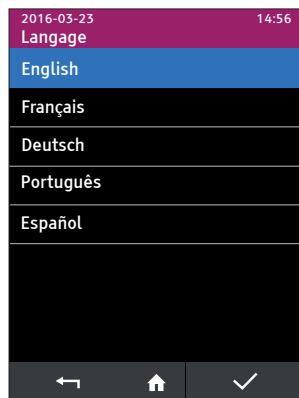 2016-03-23 14:56
Langage
English
Français
Deutsch
Português
Español